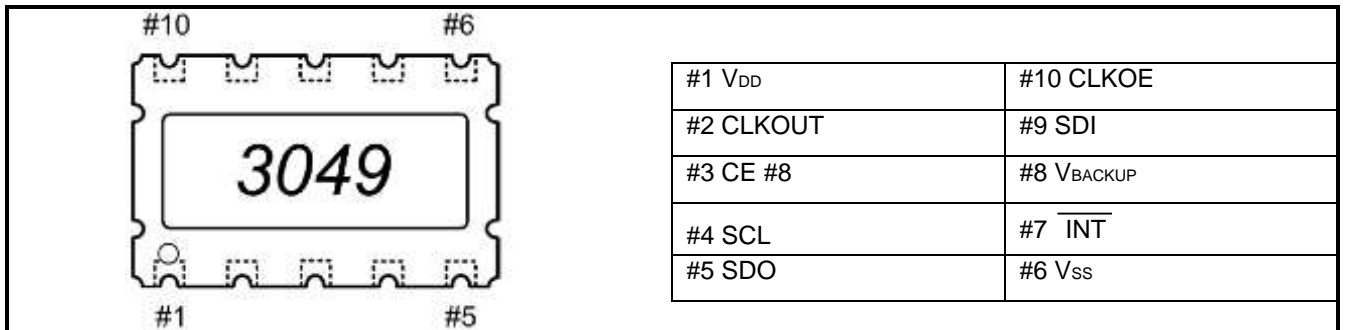 #10 #6
3049
#1 #5
#1 VDD #10 CLKOE
#2 CLKOUT #9 SDI
#3 CE #8 #8 VBACKUP
#4 SCL #7 INT
#5 SDO #6 Vss